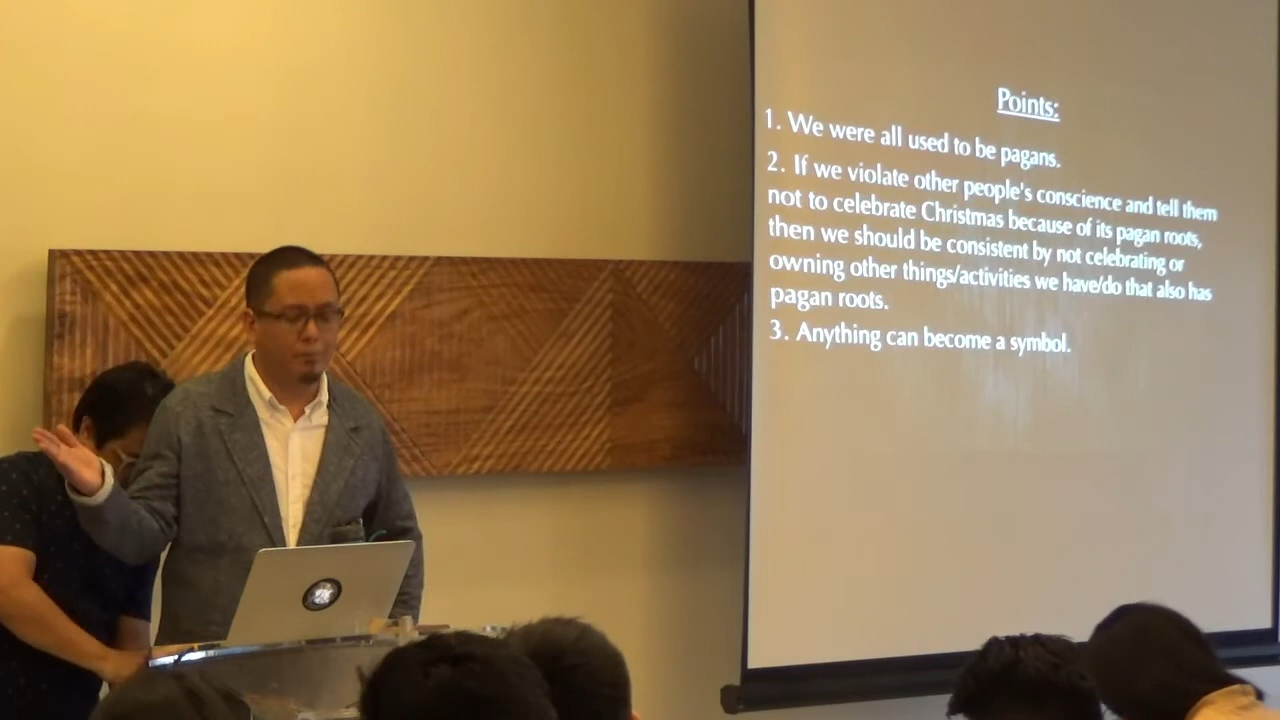 Points:
1. We were all used to be pagans.
2. If we violate other people's conscience and tell them
not to celebrate Christmas because of its pagan roots,
then we should be consistent by not celebrating or
owning other things/activities we have/do that also has
pagan roots.
3. Anything can become a symbol.